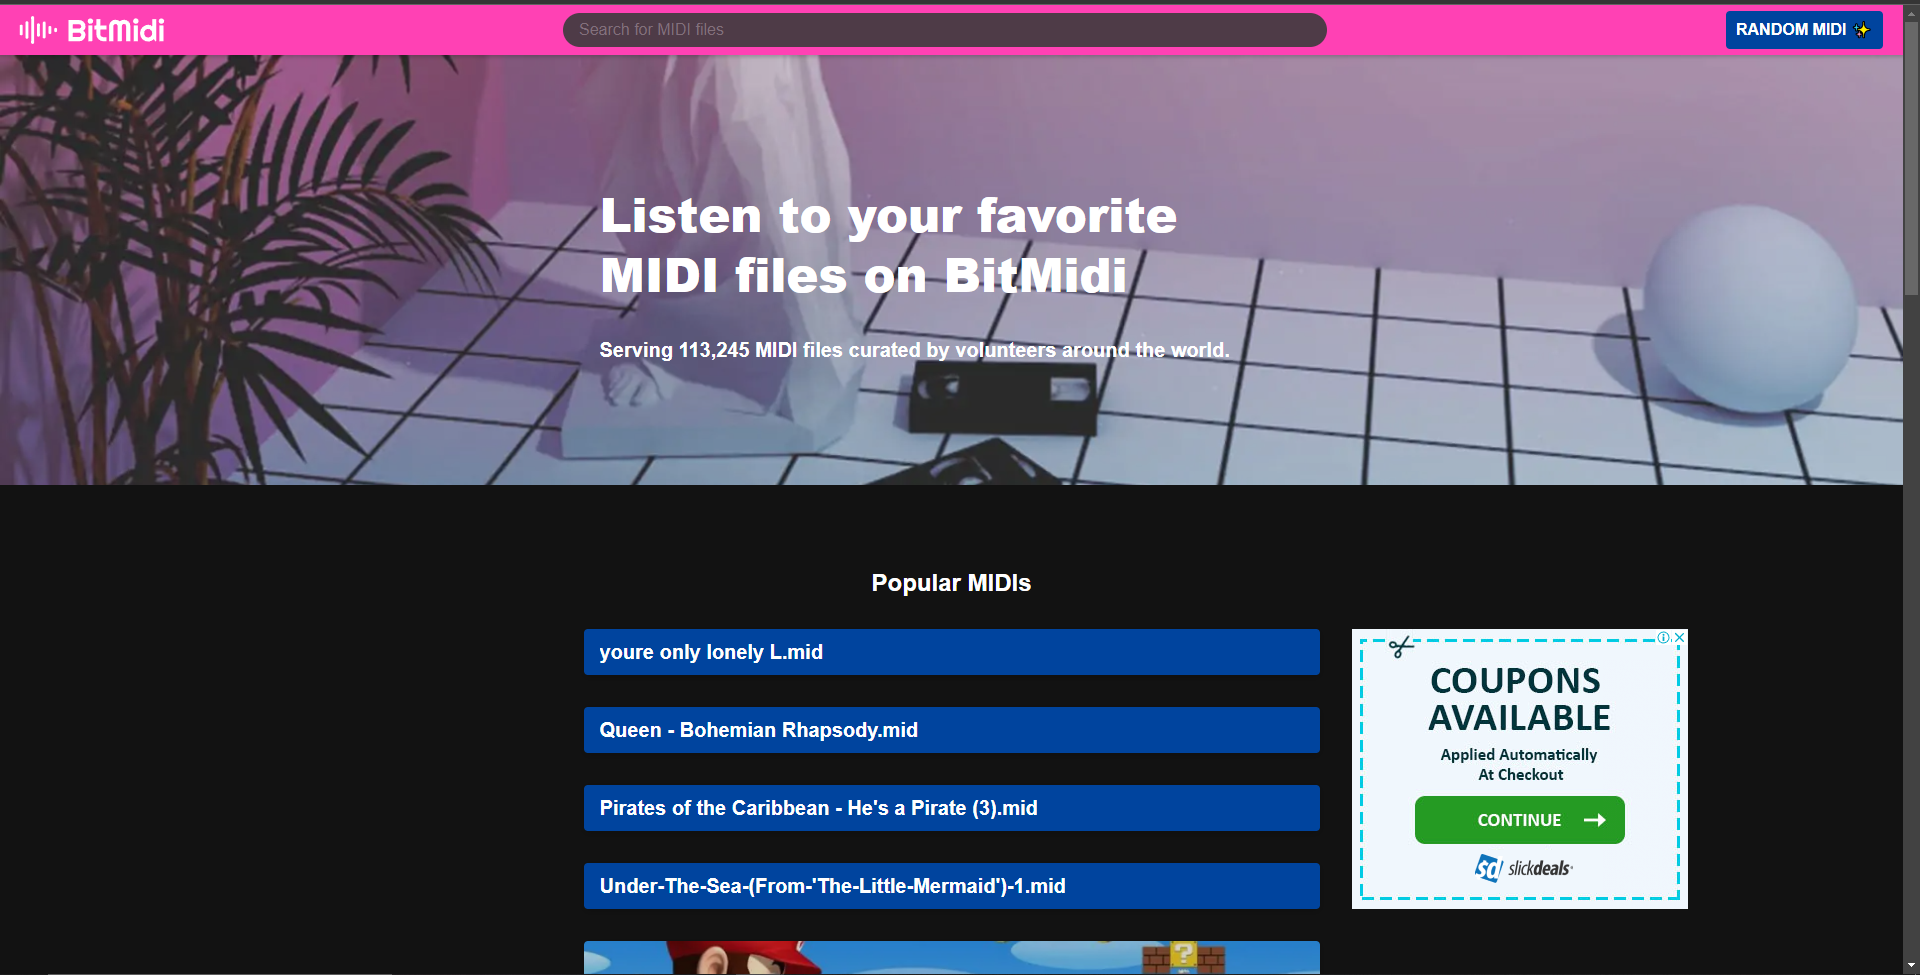 BitMidi
Search for MIDI files
RANDOM MIDI ✨
Listen to your favorite
MIDI files on BitMidi
Serving 113,245 MIDI files curated by volunteers around the world.
Popular MIDIs
youre only lonely L.mid
Queen - Bohemian Rhapsody.mid
Pirates of the Caribbean - He's a Pirate (3).mid
Under-The-Sea-(From-'The-Little-Mermaid')-1.mid
?
COUPONS
AVAILABLE
Applied Automatically
At Checkout
CONTINUE →
sd slickdeals